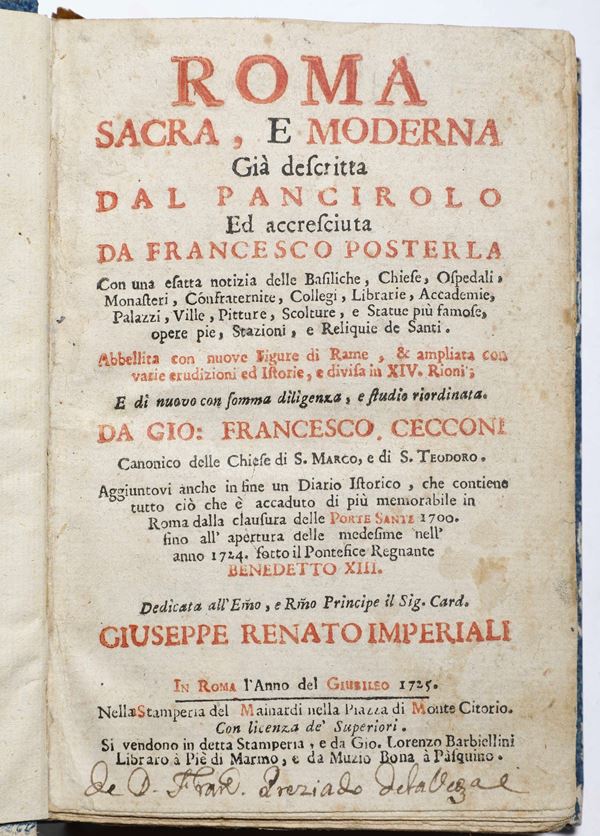 ROMA
SACRA, E MODERNA
Già deſcritta
DAL PANCIROLO
Ed accreſciuta
DA FRANCESCO POSTERLA
Con una eſatta notizia delle Baſiliche, Chieſe, Oſpedali,
Monaſteri, Confraternite, Collegi, Librarie, Accademie,
Palazzi, Ville, Pitture, Scolture, e Statue più famoſe,
opere pie, Stazioni, e Reliquie de Santi.
Abbellita con nuove Figure di Rame, & ampliata con
varie erudizioni ed Iſtorie, e diviſa in XIV. Rioni;
E di nuovo con ſomma diligenza, e ſtudio riordinata.
DA GIO: FRANCESCO. CECCONI
Canonico delle Chieſe di S. MARCO, e di S. TEODORO.
Aggiuntovi anche in fine un Diario Iſtorico, che contiene
tutto ciò che è accaduto di più memorabile in
Roma dalla clauſura delle PORTE SANTE 1700.
ſino all' apertura delle medeſime nell'
anno 1724. ſotto il Pontefice Regnante
BENEDETTO XIII.
Dedicata all'Emo, e Rmo Principe il Sig. Card.
GIUSEPPE RENATO IMPERIALI
IN ROMA l'Anno del GIUBILEO 1725.
Nella Stamperia del Mainardi nella Piazza di Monte Citorio.
Con licenza de' Superiori.
Si vendono in detta Stamperia, e da Gio. Lorenzo Barbiellini
Libraro à Piè di Marmo, e da Muzio Bona à Paſquino.
de D. Fran. Preziado de la Vega